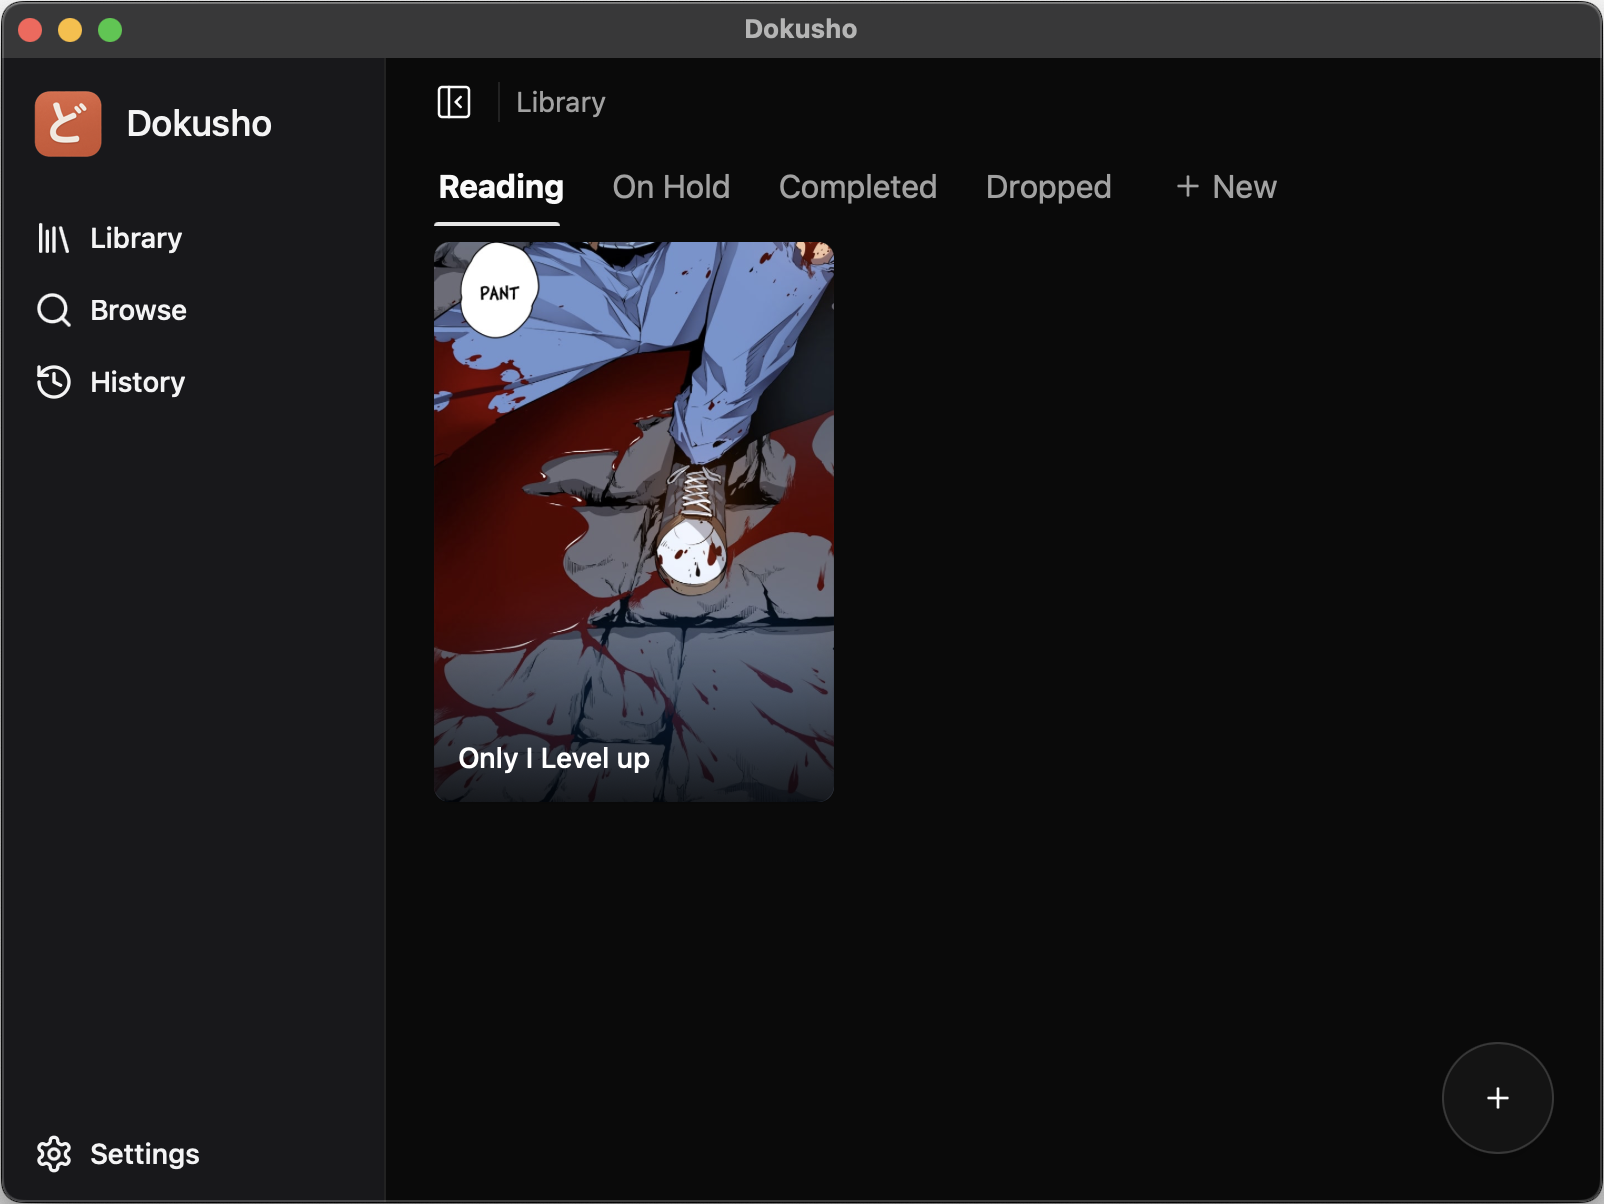 Dokusho
ど
Dokusho
Library
Browse
History
Settings
Library
Reading On Hold Completed Dropped + New
PANT
Only I Level up
+